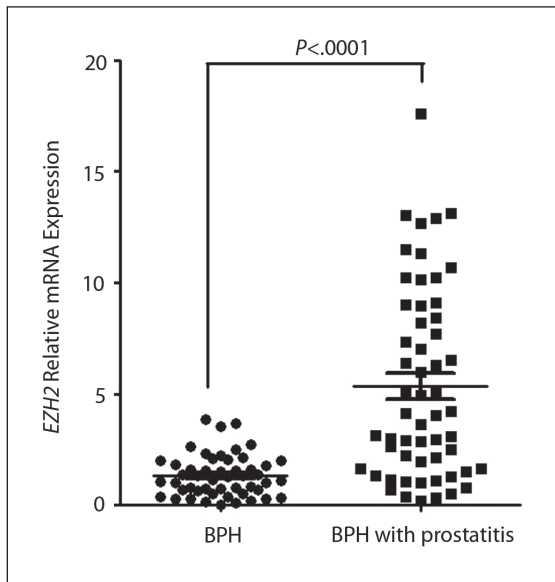 P<.0001
20
15
10
5
0
EZH2 Relative mRNA Expression
BPH
BPH with prostatitis